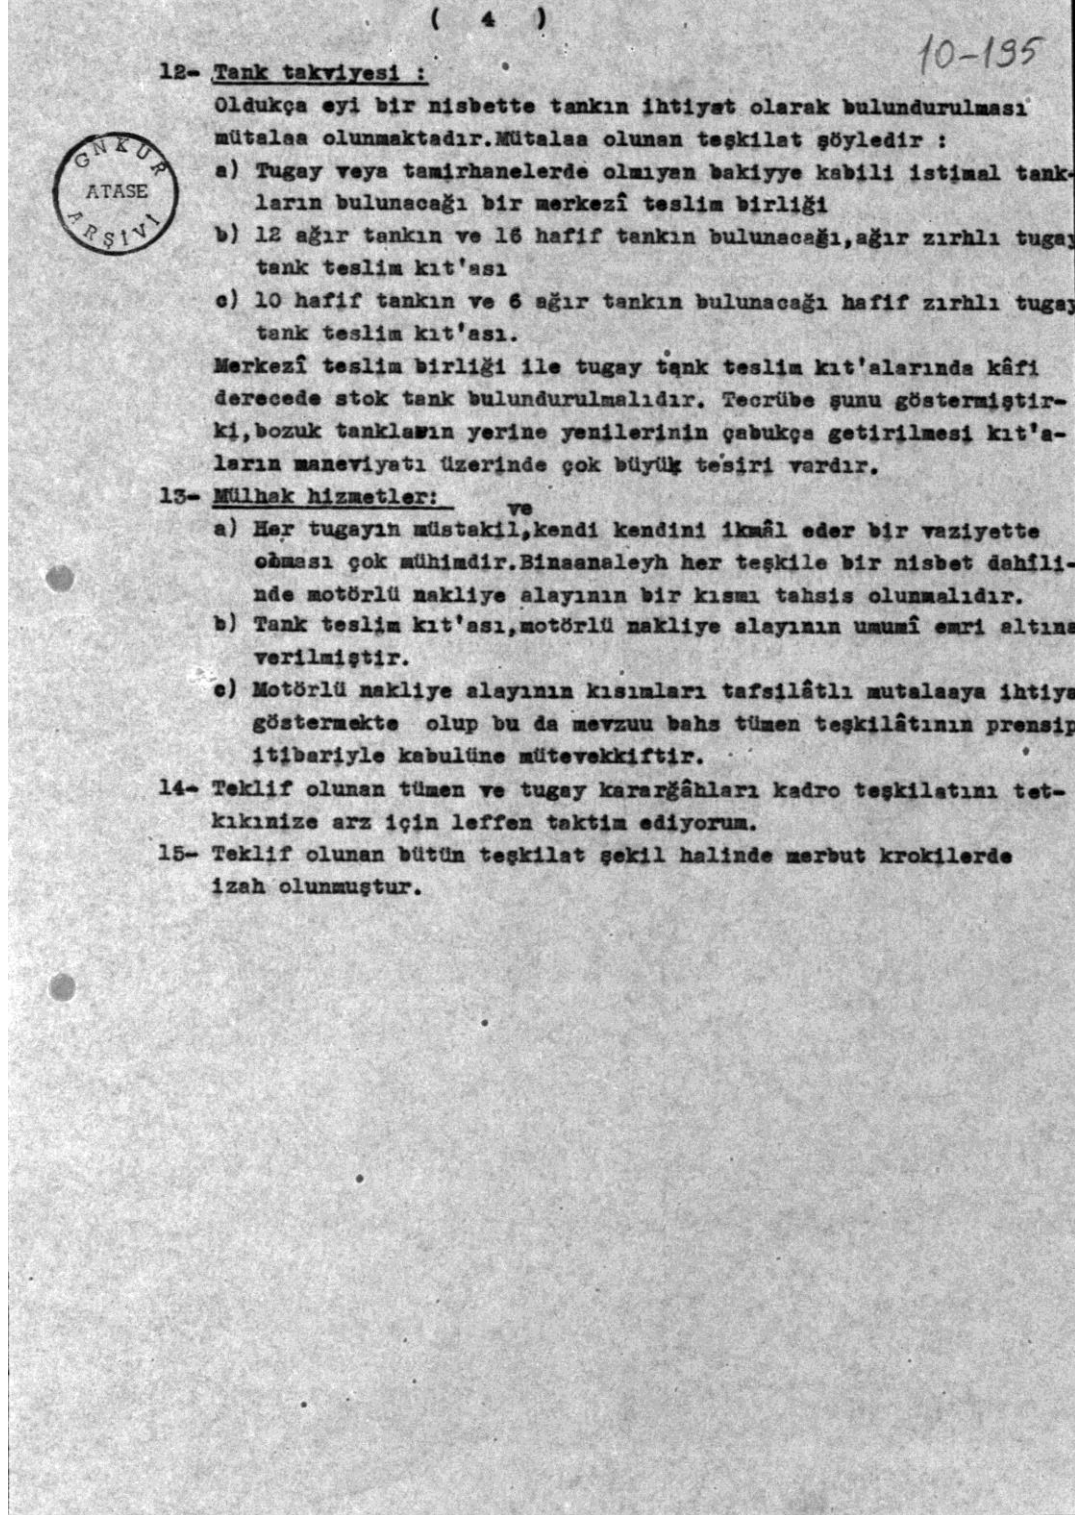 ( 4 )
10-195
12- Tank takviyesi :
Oldukça eyi bir nisbette tankın ihtiyat olarak bulundurulması
mütalaa olunmaktadır.Mütalaa olunan teşkilat şöyledir :
GNKUR
ATASE
ARŞİVİ
a) Tugay veya tamirhanelerde olmıyan bakiyye kabili istimal tank-
ların bulunacağı bir merkezî teslim birliği
b) 12 ağır tankın ve 16 hafif tankın bulunacağı,ağır zırhlı tugay
tank teslim kıt'ası
c) 10 hafif tankın ve 6 ağır tankın bulunacağı hafif zırhlı tugay
tank teslim kıt'ası.
Merkezî teslim birliği ile tugay tank teslim kıt'alarında kâfi
derecede stok tank bulundurulmalıdır. Tecrübe şunu göstermiştir-
ki,bozuk tankların yerine yenilerinin çabukça getirilmesi kıt'a-
ların maneviyatı üzerinde çok büyük tesiri vardır.
13- Mülhak hizmetler:
ve
a) Her tugayın müstakil,kendi kendini ikmâl eder bir vaziyette
olması çok mühimdir.Binaanaleyh her teşkile bir nisbet dahîli-
nde motörlü nakliye alayının bir kısmı tahsis olunmalıdır.
b) Tank teslim kıt'ası,motörlü nakliye alayının umumî emri altına
verilmiştir.
c) Motörlü nakliye alayının kısımları tafsilâtlı mutalaaya ihtiya
göstermekte olup bu da mevzuu bahs tümen teşkilâtının prensip
itibariyle kabulüne mütevekkiftir.
14- Teklif olunan tümen ve tugay karargâhları kadro teşkilatını tet-
kıkınize arz için leffen taktim ediyorum.
15- Teklif olunan bütün teşkilat şekil halinde merbut krokilerde
izah olunmuştur.